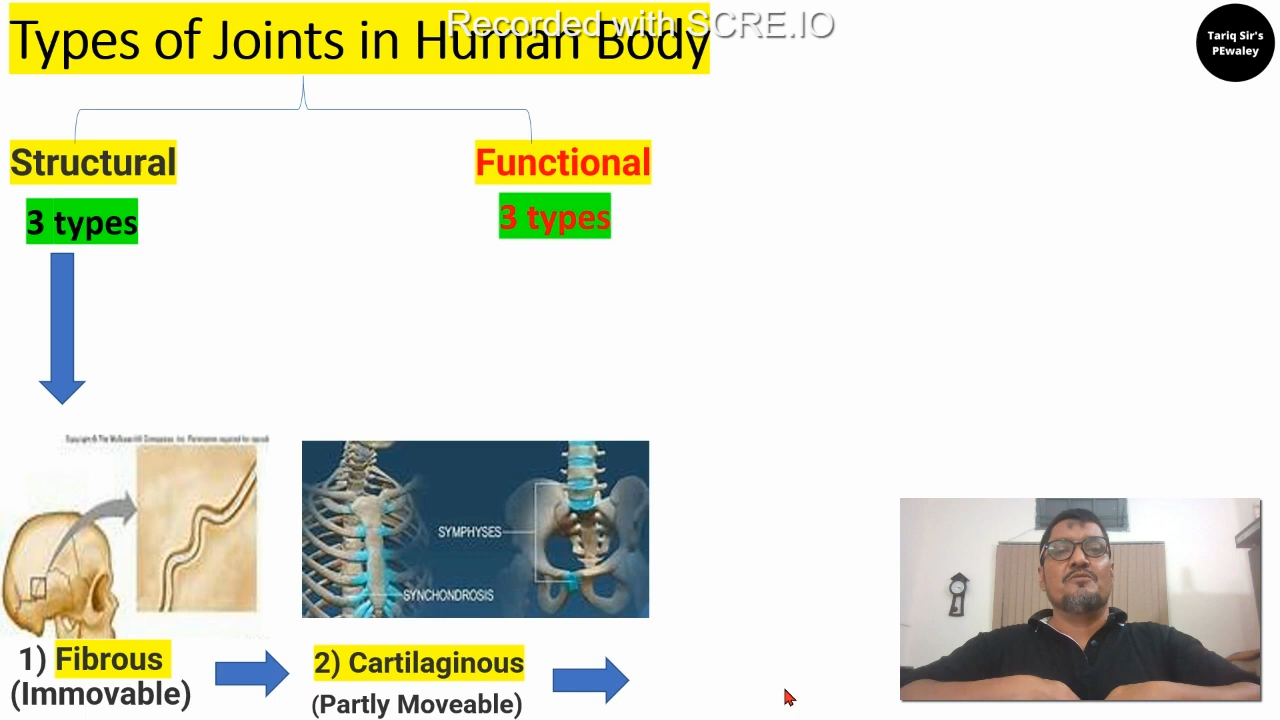 Types of Joints in Human Body
Recorded with SCRE.IO
Tariq Sir's
PEwaley
Structural
Functional
3 types
3 types
SYMPHYSES
SYNCHONDROSIS
1) Fibrous
(Immovable)
2) Cartilaginous
(Partly Moveable)